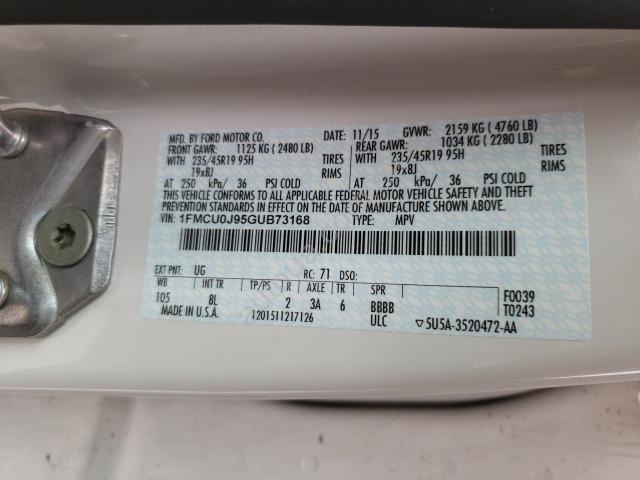 MFD. BY FORD MOTOR CO. 11/15 GVWR: 2159 KG ( 4760 LB)
FRONT GAWR: 1125 KG ( 2480 LB) REAR GAWR: 1034 KG ( 2280 LB)
WITH 235/45R19 95H TIRES WITH 235/45R19 95H TIRES
19x8J RIMS 19x8J RIMS
AT 250 kPa/ 36 PSI COLD AT 250 kPa/ 36 PSI COLD
THIS VEHICLE CONFORMS TO ALL APPLICABLE FEDERAL MOTOR VEHICLE SAFETY AND THEFT
PREVENTION STANDARDS IN EFFECT ON THE DATE OF MANUFACTURE SHOWN ABOVE.
VIN: 1FMCU0J95GUB73168 TYPE: MPV
EXT PNT: UG RC: 71 DSO:
WB INT TR TP/PS R AXLE TR SPR F0039
105 8L 2 3A 6 BBBB T0243
MADE IN U.S.A. 1201511217126 ULC ▽5U5A-3520472-AA